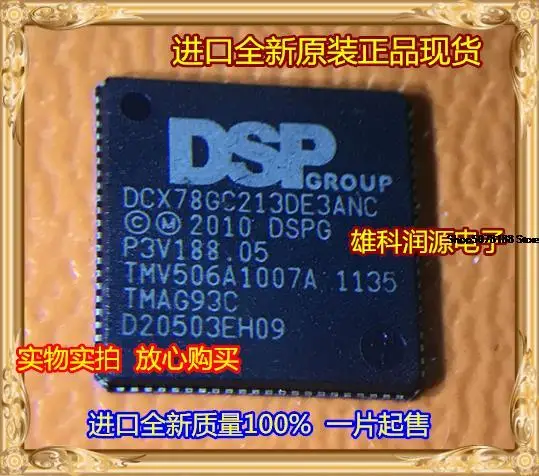 进口全新原装正品现货
DSP
GROUP
DCX78GC213DE3ANC
©Ⓜ 2010 DSPG
P3V188.05
雄科润源电子
TMV506A1007A 1135
TMAG93C
D20503EH09
实物实拍 放心购买
进口全新质量100% 一片起售